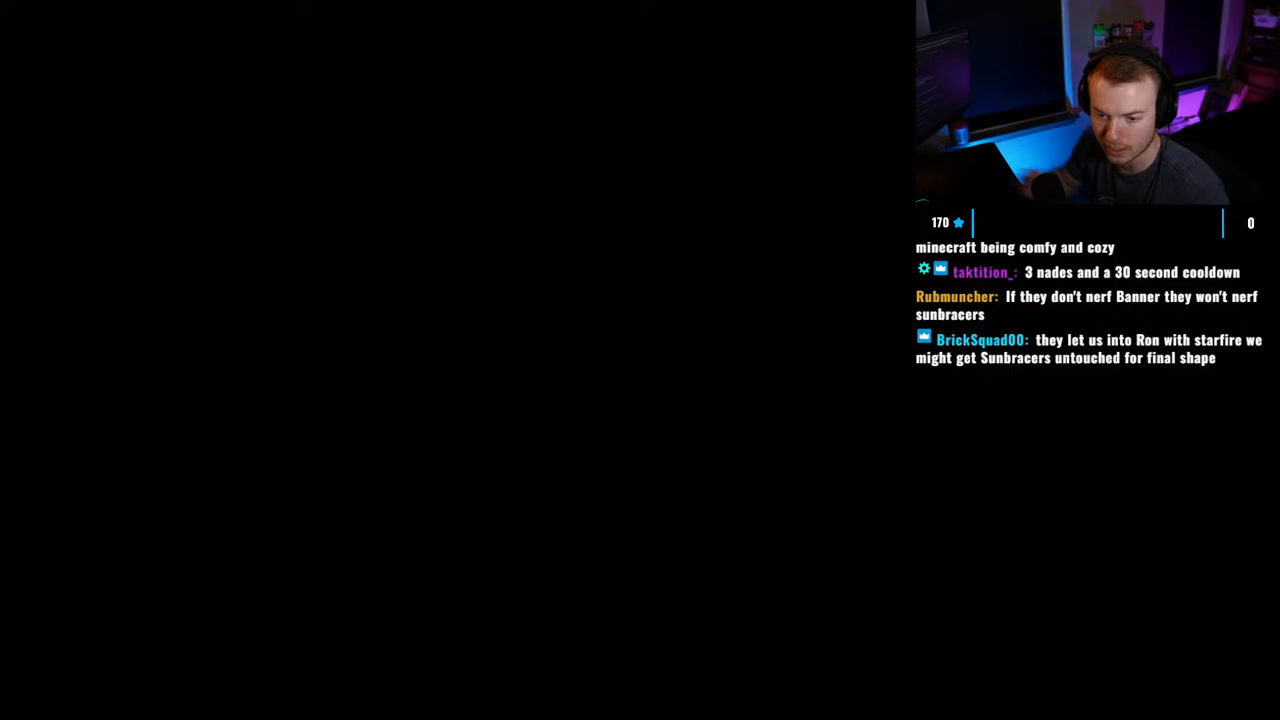 170
0
minecraft being comfy and cozy
taktition_: 3 nades and a 30 second cooldown
Rubmuncher: If they don't nerf Banner they won't nerf
sunbracers
BrickSquad00: they let us into Ron with starfire we
might get Sunbracers untouched for final shape